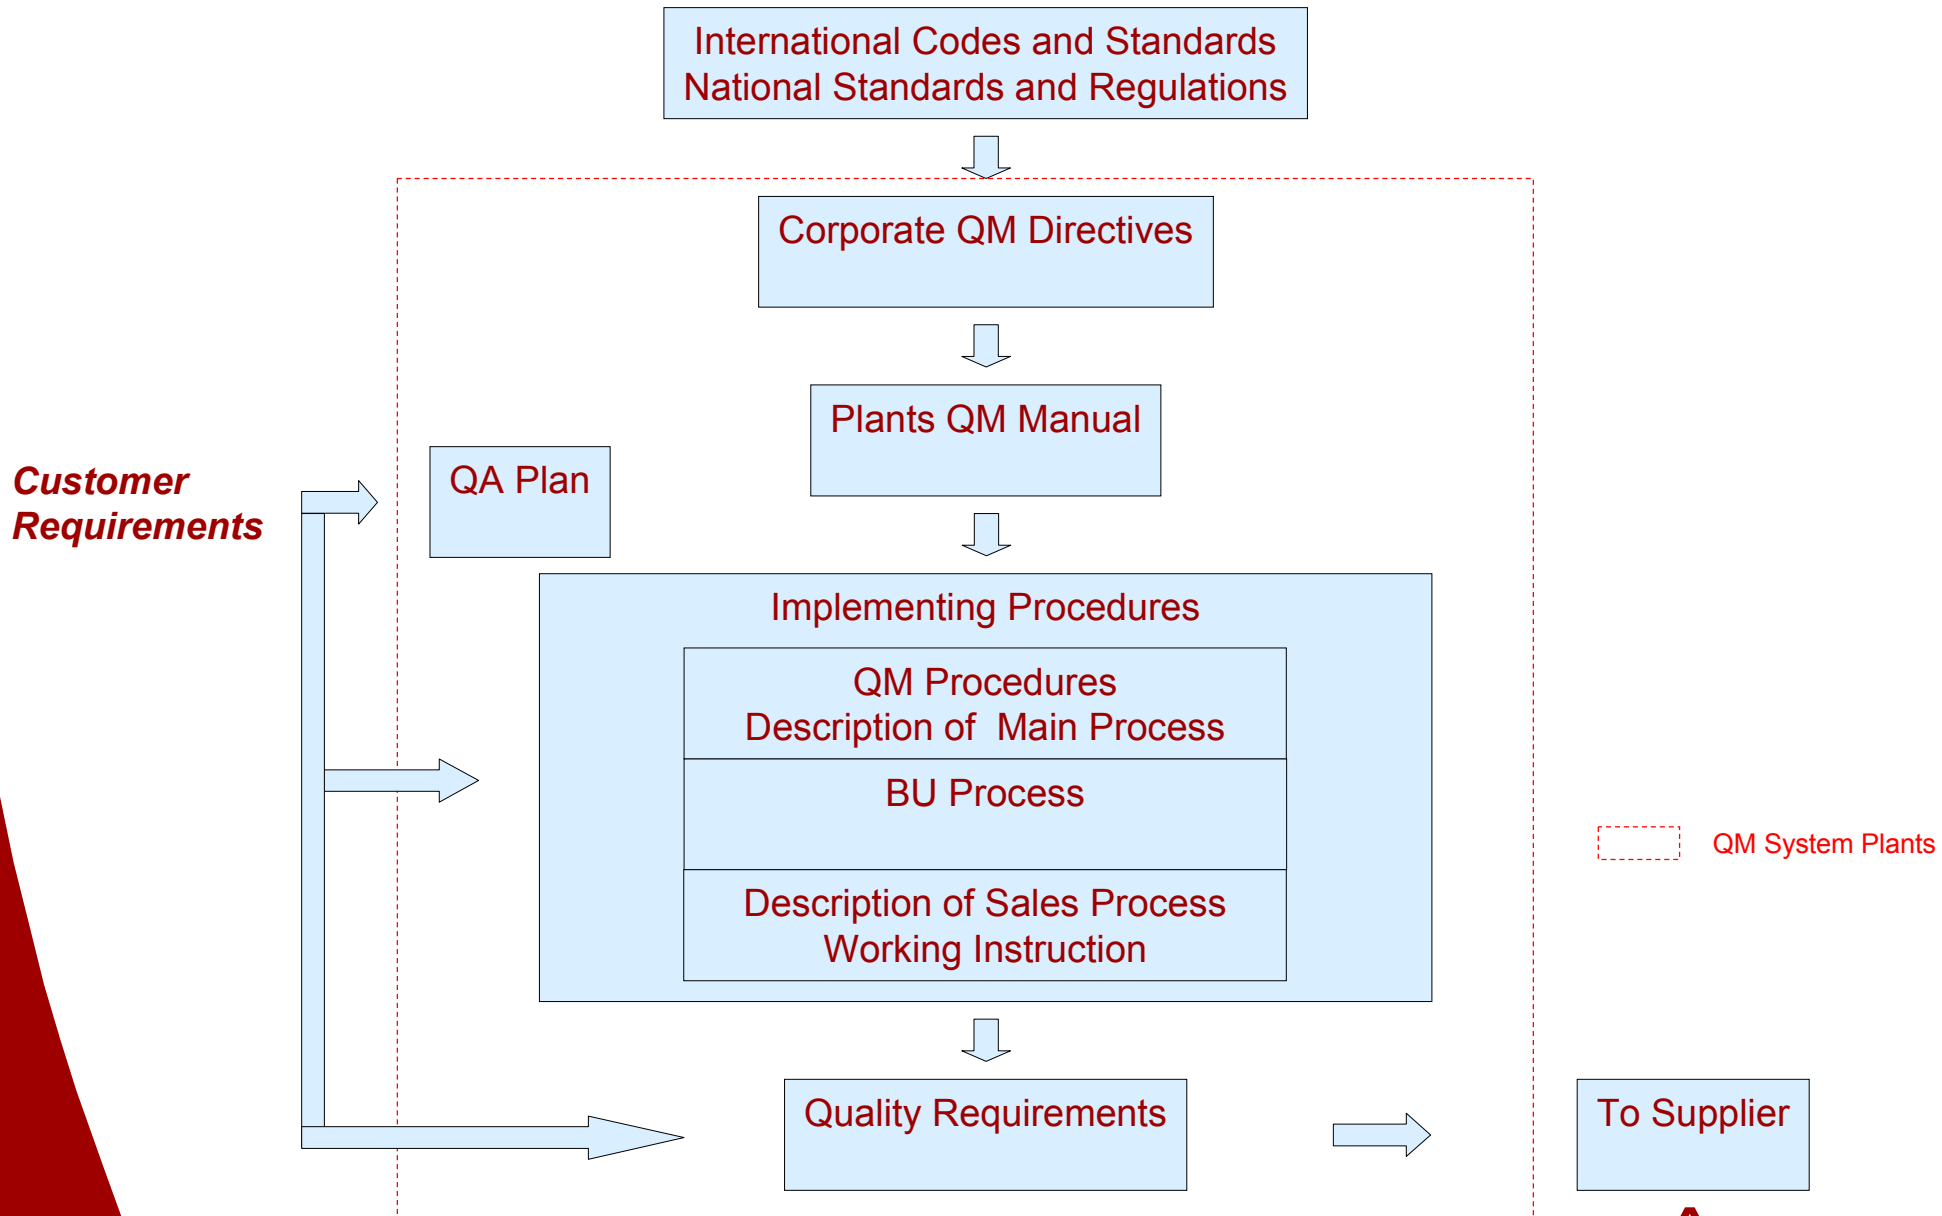 International Codes and Standards
National Standards and Regulations
Corporate QM Directives
Plants QM Manual
Customer
Requirements
QA Plan
Implementing Procedures
QM Procedures
Description of  Main Process
BU Process
QM System Plants
Description of Sales Process
Working Instruction
Quality Requirements
To Supplier